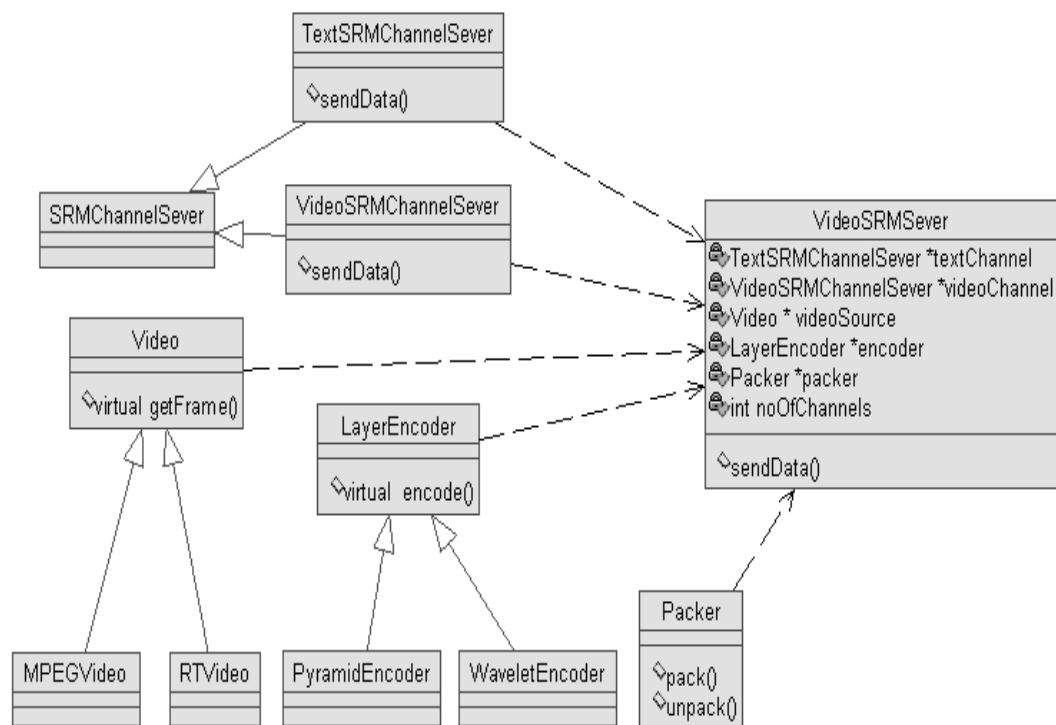 TextSRMChannelSever
sendData()
SRMChannelSever
VideoSRMChannelSever
sendData()
VideoSRMSever
TextSRMChannelSever *textChannel
VideoSRMChannelSever *videoChannel
Video * videoSource
LayerEncoder *encoder
Packer *packer
int noOfChannels
sendData()
Video
virtual getFrame()
LayerEncoder
virtual encode()
MPEGVideo
RTVideo
PyramidEncoder
WaveletEncoder
Packer
pack()
unpack()